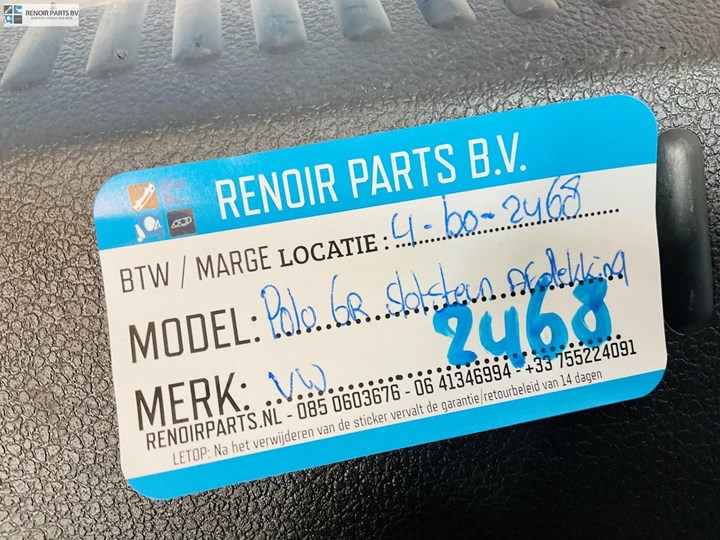 RENOIR PARTS BV.
RENOIR PARTS B.V.
BTW / MARGE LOCATIE : 4-bo-2468
MODEL: Polo 6R slotsteun Afdekking
2468
MERK: VW
RENOIRPARTS.NL - 085 0603676 - 06 41346994 - +33 755224091
LETOP: Na het verwijderen van de sticker vervalt de garantie/retourbeleid van 14 dagen